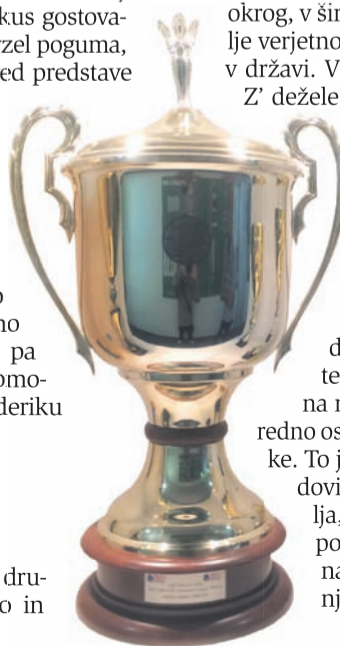 kus gostova-
zel poguma,
ed predstave
o
no
pa
omo-
deriku
dru-
o in
okrog, v šir
lje verjetno
v državi. V
Z' dežele
d
te
na r
redno os
ke. To j
dovi
lja,
po
na
nj